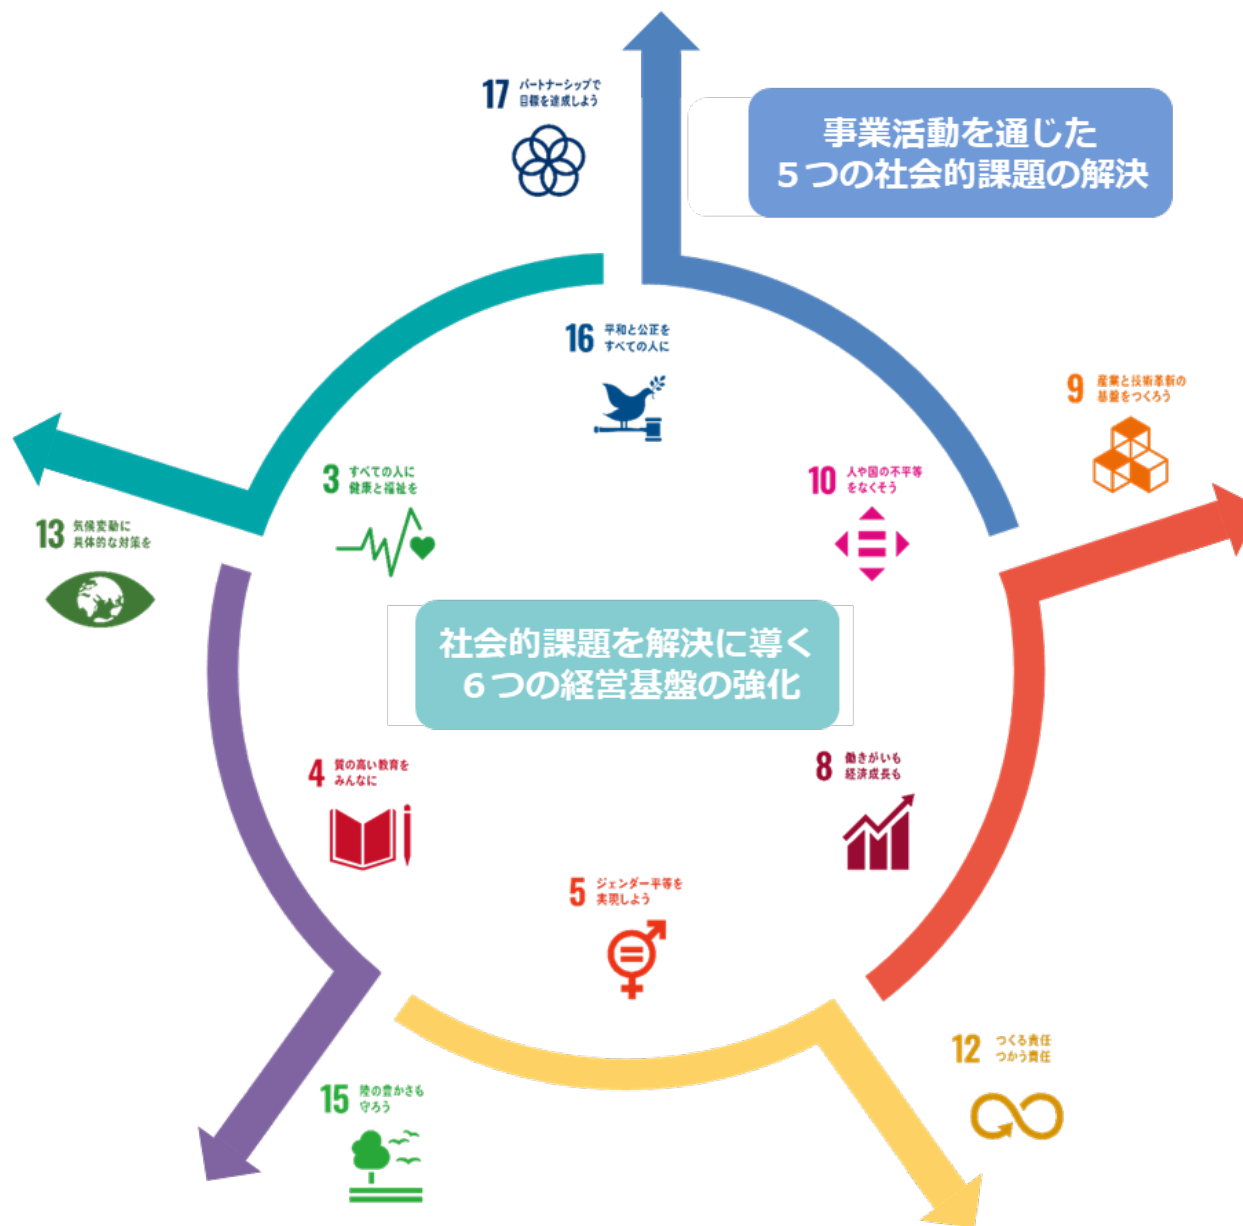 17 パートナーシップで
目標を達成しよう
事業活動を通じた
５つの社会的課題の解決
16 平和と公正を
すべての人に
9 産業と技術革新の
基盤をつくろう
3 すべての人に
健康と福祉を
10 人や国の不平等
をなくそう
13 気候変動に
具体的な対策を
社会的課題を解決に導く
６つの経営基盤の強化
4 質の高い教育を
みんなに
8 働きがいも
経済成長も
5 ジェンダー平等を
実現しよう
12 つくる責任
つかう責任
15 陸の豊かさも
守ろう